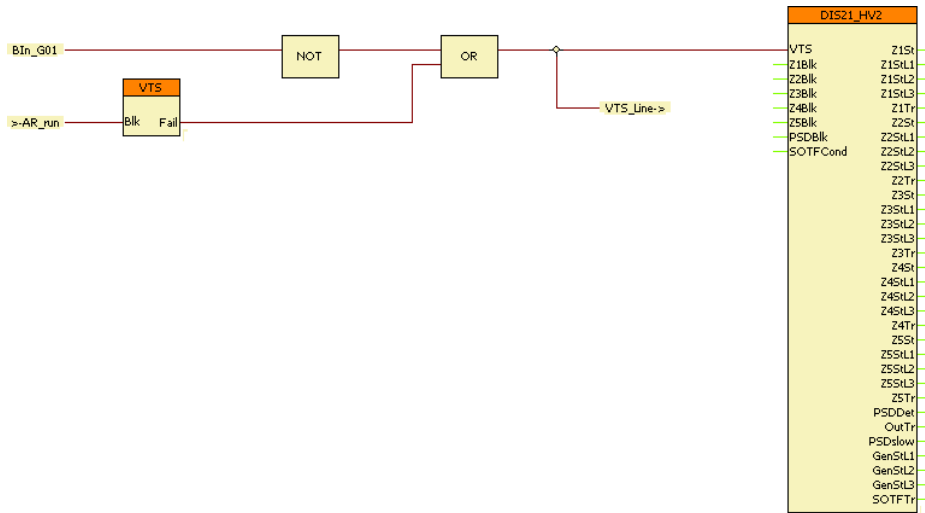 DIS21_HV2
BIn_G01
NOT
OR
VTS
Z1St
Z1Blk
Z1StL1
Z2Blk
Z1StL2
Z3Blk
Z1StL3
Z4Blk
Z1Tr
Z5Blk
Z2St
PSDBlk
Z2StL1
SOTFCond
Z2StL2
Z2StL3
Z2Tr
Z3St
Z3StL1
Z3StL2
Z3StL3
Z3Tr
Z4St
Z4StL1
Z4StL2
Z4StL3
Z4Tr
Z5St
Z5StL1
Z5StL2
Z5StL3
Z5Tr
PSDDet
OutTr
PSDslow
GenStL1
GenStL2
GenStL3
SOTFTr
VTS
>-AR_run
Blk Fail
VTS_Line->